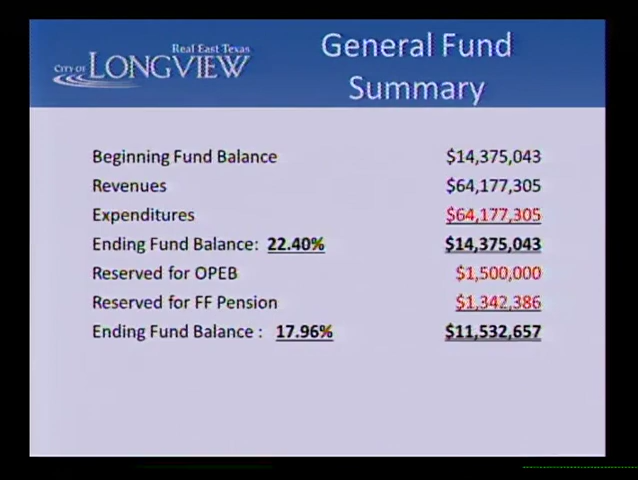 Real East Texas
CITY OF LONGVIEW
General Fund
Summary
Beginning Fund Balance $14,375,043
Revenues $64,177,305
Expenditures $64,177,305
Ending Fund Balance: 22.40% $14,375,043
Reserved for OPEB $1,500,000
Reserved for FF Pension $1,342,386
Ending Fund Balance : 17.96% $11,532,657